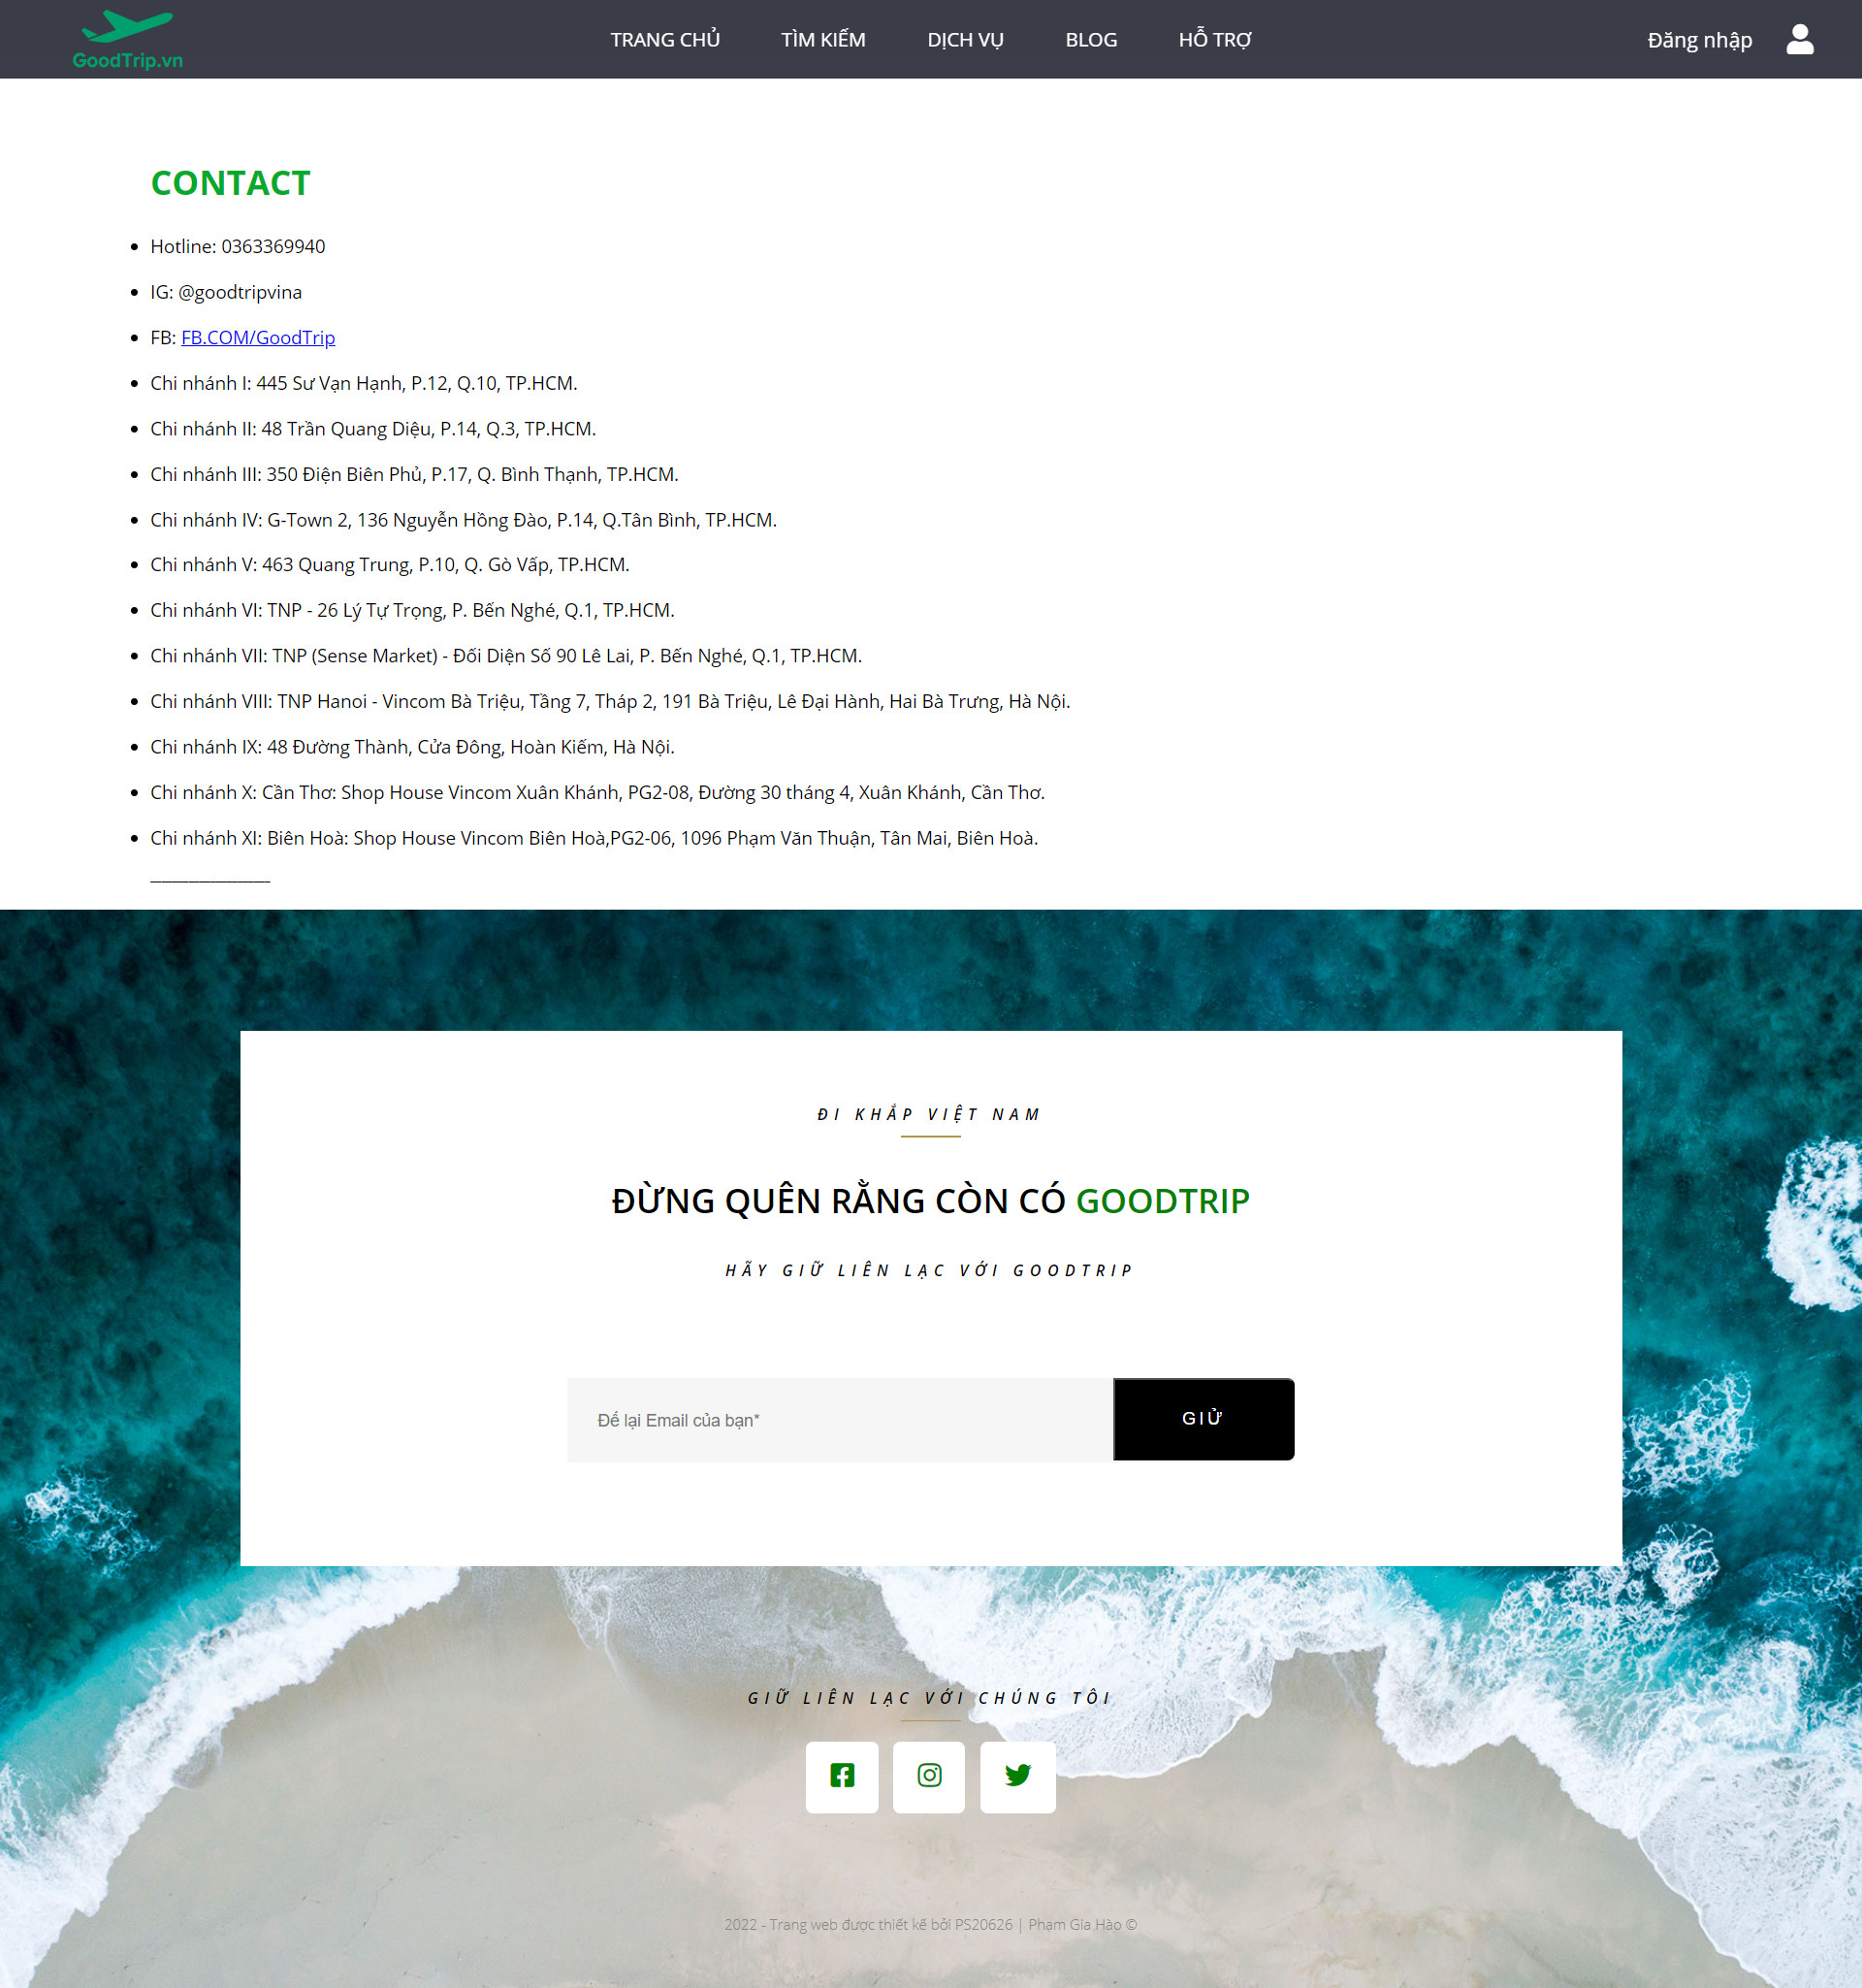 GoodTrip.vn
TRANG CHỦ TÌM KIẾM DỊCH VỤ BLOG HỖ TRỢ
Đăng nhập
CONTACT
Hotline: 0363369940
IG: @goodtripvina
FB: FB.COM/GoodTrip
Chi nhánh I: 445 Sư Vạn Hạnh, P.12, Q.10, TP.HCM.
Chi nhánh II: 48 Trần Quang Diệu, P.14, Q.3, TP.HCM.
Chi nhánh III: 350 Điện Biên Phủ, P.17, Q. Bình Thạnh, TP.HCM.
Chi nhánh IV: G-Town 2, 136 Nguyễn Hồng Đào, P.14, Q.Tân Bình, TP.HCM.
Chi nhánh V: 463 Quang Trung, P.10, Q. Gò Vấp, TP.HCM.
Chi nhánh VI: TNP - 26 Lý Tự Trọng, P. Bến Nghé, Q.1, TP.HCM.
Chi nhánh VII: TNP (Sense Market) - Đối Diện Số 90 Lê Lai, P. Bến Nghé, Q.1, TP.HCM.
Chi nhánh VIII: TNP Hanoi - Vincom Bà Triệu, Tầng 7, Tháp 2, 191 Bà Triệu, Lê Đại Hành, Hai Bà Trưng, Hà Nội.
Chi nhánh IX: 48 Đường Thành, Cửa Đông, Hoàn Kiếm, Hà Nội.
Chi nhánh X: Cần Thơ: Shop House Vincom Xuân Khánh, PG2-08, Đường 30 tháng 4, Xuân Khánh, Cần Thơ.
Chi nhánh XI: Biên Hoà: Shop House Vincom Biên Hoà,PG2-06, 1096 Phạm Văn Thuận, Tân Mai, Biên Hoà.
ĐI KHẮP VIỆT NAM
ĐỪNG QUÊN RẰNG CÒN CÓ GOODTRIP
HÃY GIỮ LIÊN LẠC VỚI GOODTRIP
Để lại Email của bạn*
GIỬ
GIỮ LIÊN LẠC VỚI CHÚNG TÔI
2022 - Trang web được thiết kế bởi PS20626 | Phạm Gia Hào ©